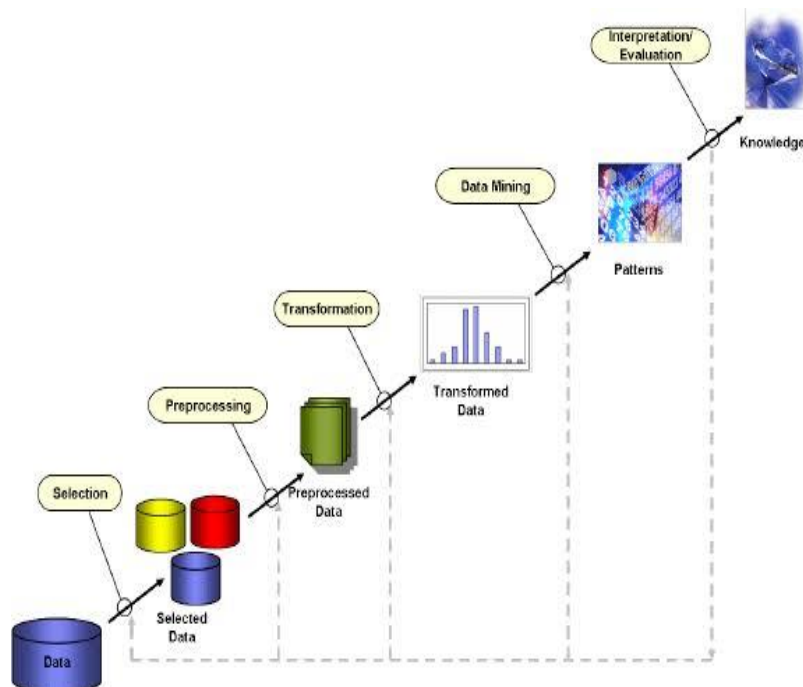 Interpretation/
Evaluation
Knowledge
Data Mining
Patterns
Transformation
Transformed
Data
Preprocessing
Preprocessed
Data
Selection
Selected
Data
Data